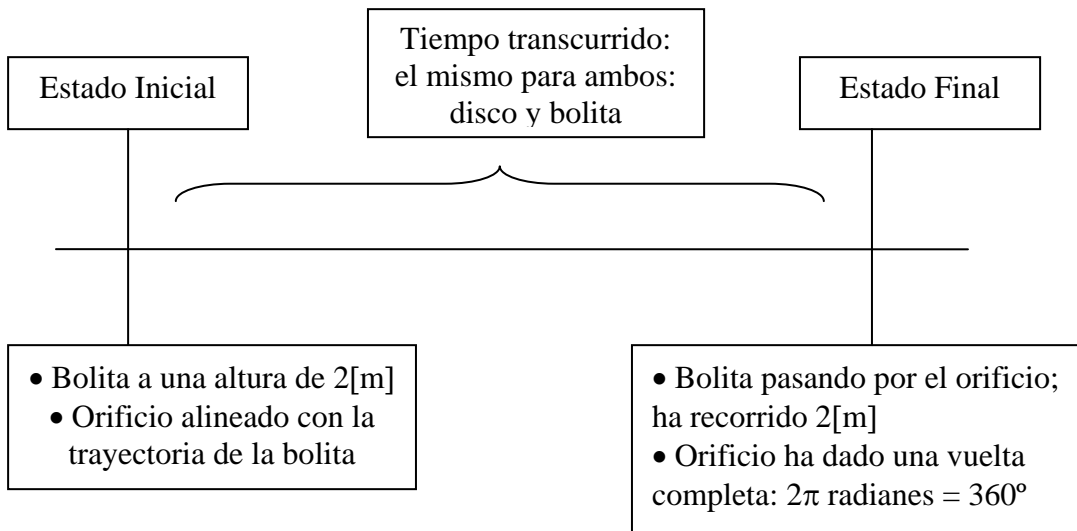 Tiempo transcurrido:
el mismo para ambos:
disco y bolita
Estado Inicial
Estado Final
• Bolita a una altura de 2[m]
• Orificio alineado con la
trayectoria de la bolita
• Bolita pasando por el orificio;
ha recorrido 2[m]
• Orificio ha dado una vuelta
completa: 2π radianes = 360º